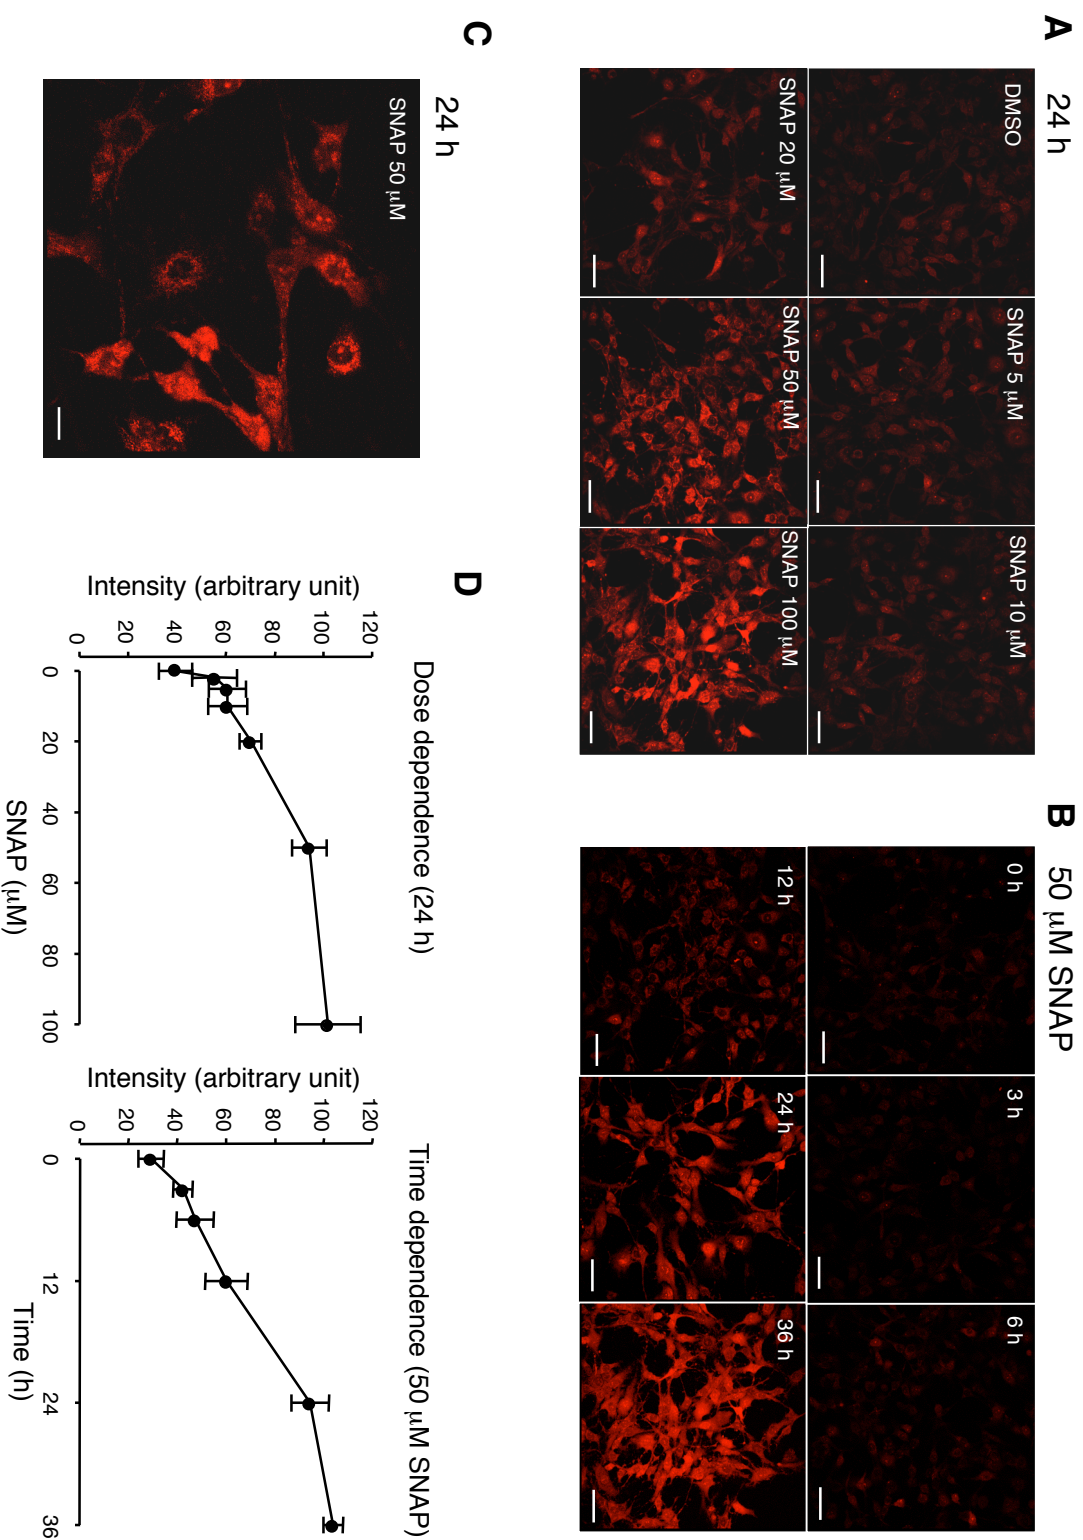 A
24 h
DMSO
SNAP 5 μM
SNAP 10 μM
SNAP 20 μM
SNAP 50 μM
SNAP 100 μM
B
50 μM SNAP
0 h
3 h
6 h
12 h
24 h
36 h
C
24 h
SNAP 50 μM
D
Dose dependence (24 h)
Intensity (arbitrary unit)
120
100
80
60
40
20
0
0 20 40 60 80 100
SNAP (μM)
Time dependence (50 μM SNAP)
Intensity (arbitrary unit)
120
100
80
60
40
20
0
0 12 24 36
Time (h)